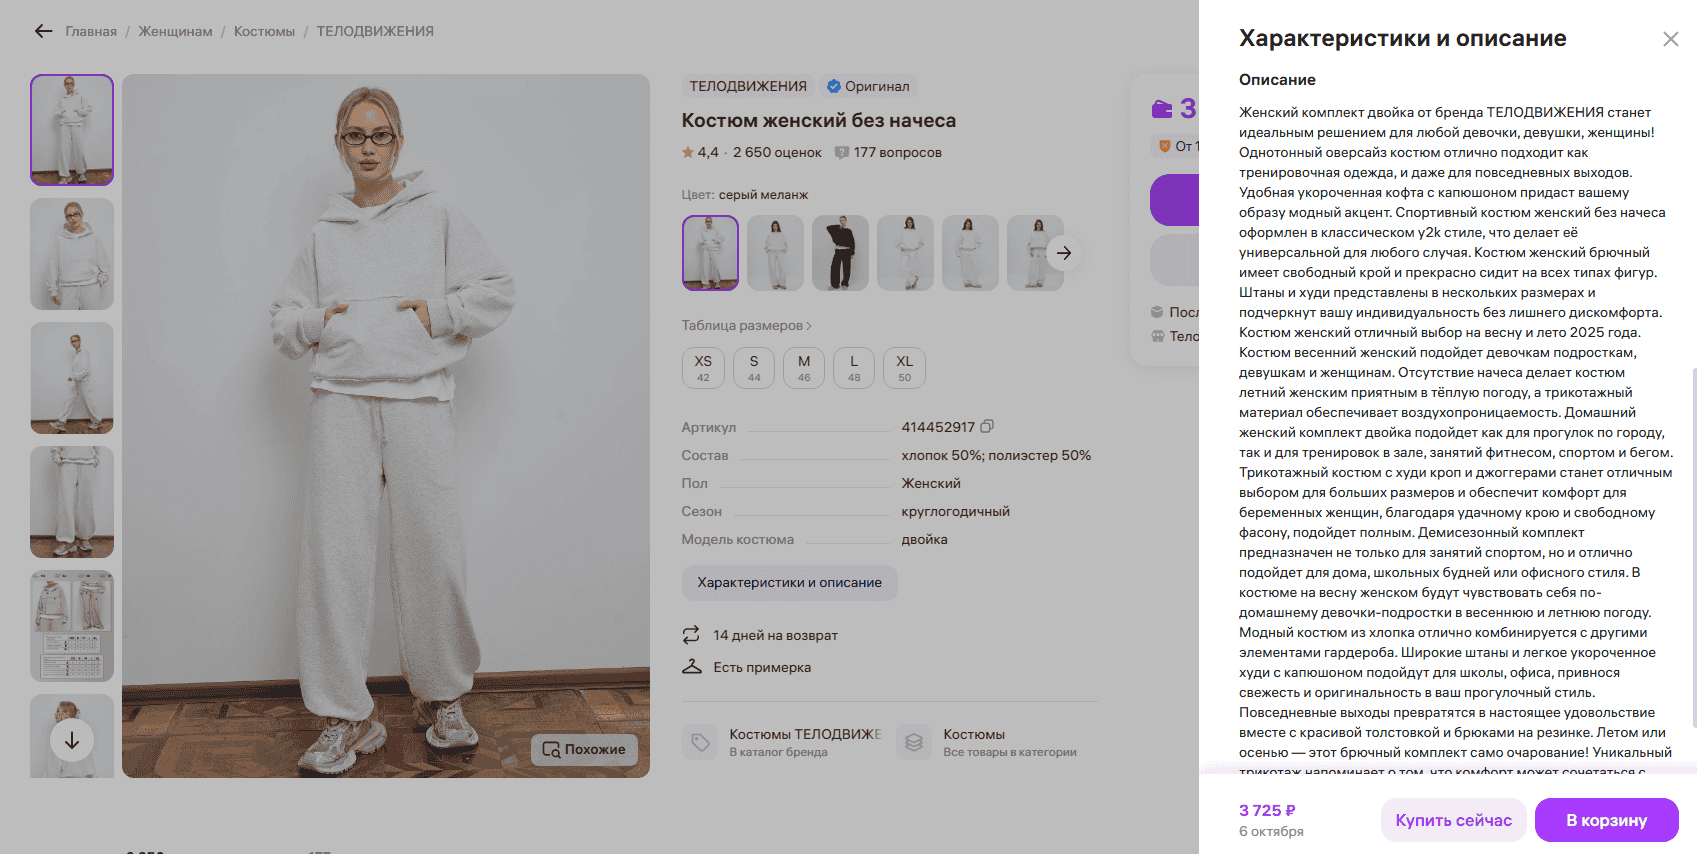 Главная / Женщинам / Костюмы / ТЕЛОДВИЖЕНИЯ
Похожие
ТЕЛОДВИЖЕНИЯ Оригинал
Костюм женский без начеса
4,4 · 2 650 оценок 177 вопросов
Цвет: серый меланж
Таблица размеров
XS S M L XL
42 44 46 48 50
Артикул 414452917
Состав хлопок 50%; полиэстер 50%
Пол Женский
Сезон круглогодичный
Модель костюма двойка
Характеристики и описание
14 дней на возврат
Есть примерка
Костюмы ТЕЛОДВИЖЕ
В каталог бренда
Костюмы
Все товары в категории
3
От 1
Посл
Тело
Характеристики и описание
Описание
Женский комплект двойка от бренда ТЕЛОДВИЖЕНИЯ станет
идеальным решением для любой девочки, девушки, женщины!
Однотонный оверсайз костюм отлично подходит как
тренировочная одежда, и даже для повседневных выходов.
Удобная укороченная кофта с капюшоном придаст вашему
образу модный акцент. Спортивный костюм женский без начеса
оформлен в классическом y2k стиле, что делает её
универсальной для любого случая. Костюм женский брючный
имеет свободный крой и прекрасно сидит на всех типах фигур.
Штаны и худи представлены в нескольких размерах и
подчеркнут вашу индивидуальность без лишнего дискомфорта.
Костюм женский отличный выбор на весну и лето 2025 года.
Костюм весенний женский подойдет девочкам подросткам,
девушкам и женщинам. Отсутствие начеса делает костюм
летний женским приятным в тёплую погоду, а трикотажный
материал обеспечивает воздухопроницаемость. Домашний
женский комплект двойка подойдет как для прогулок по городу,
так и для тренировок в зале, занятий фитнесом, спортом и бегом.
Трикотажный костюм с худи кроп и джоггерами станет отличным
выбором для больших размеров и обеспечит комфорт для
беременных женщин, благодаря удачному крою и свободному
фасону, подойдет полным. Демисезонный комплект
предназначен не только для занятий спортом, но и отлично
подойдет для дома, школьных будней или офисного стиля. В
костюме на весну женском будут чувствовать себя по-
домашнему девочки-подростки в весеннюю и летнюю погоду.
Модный костюм из хлопка отлично комбинируется с другими
элементами гардероба. Широкие штаны и легкое укороченное
худи с капюшоном подойдут для школы, офиса, привнося
свежесть и оригинальность в ваш прогулочный стиль.
Повседневные выходы превратятся в настоящее удовольствие
вместе с красивой толстовкой и брюками на резинке. Летом или
осенью — этот брючный комплект само очарование! Уникальный
трикотаж напоминает о том, что комфорт может сочетаться с
3 725 ₽
6 октября
Купить сейчас
В корзину